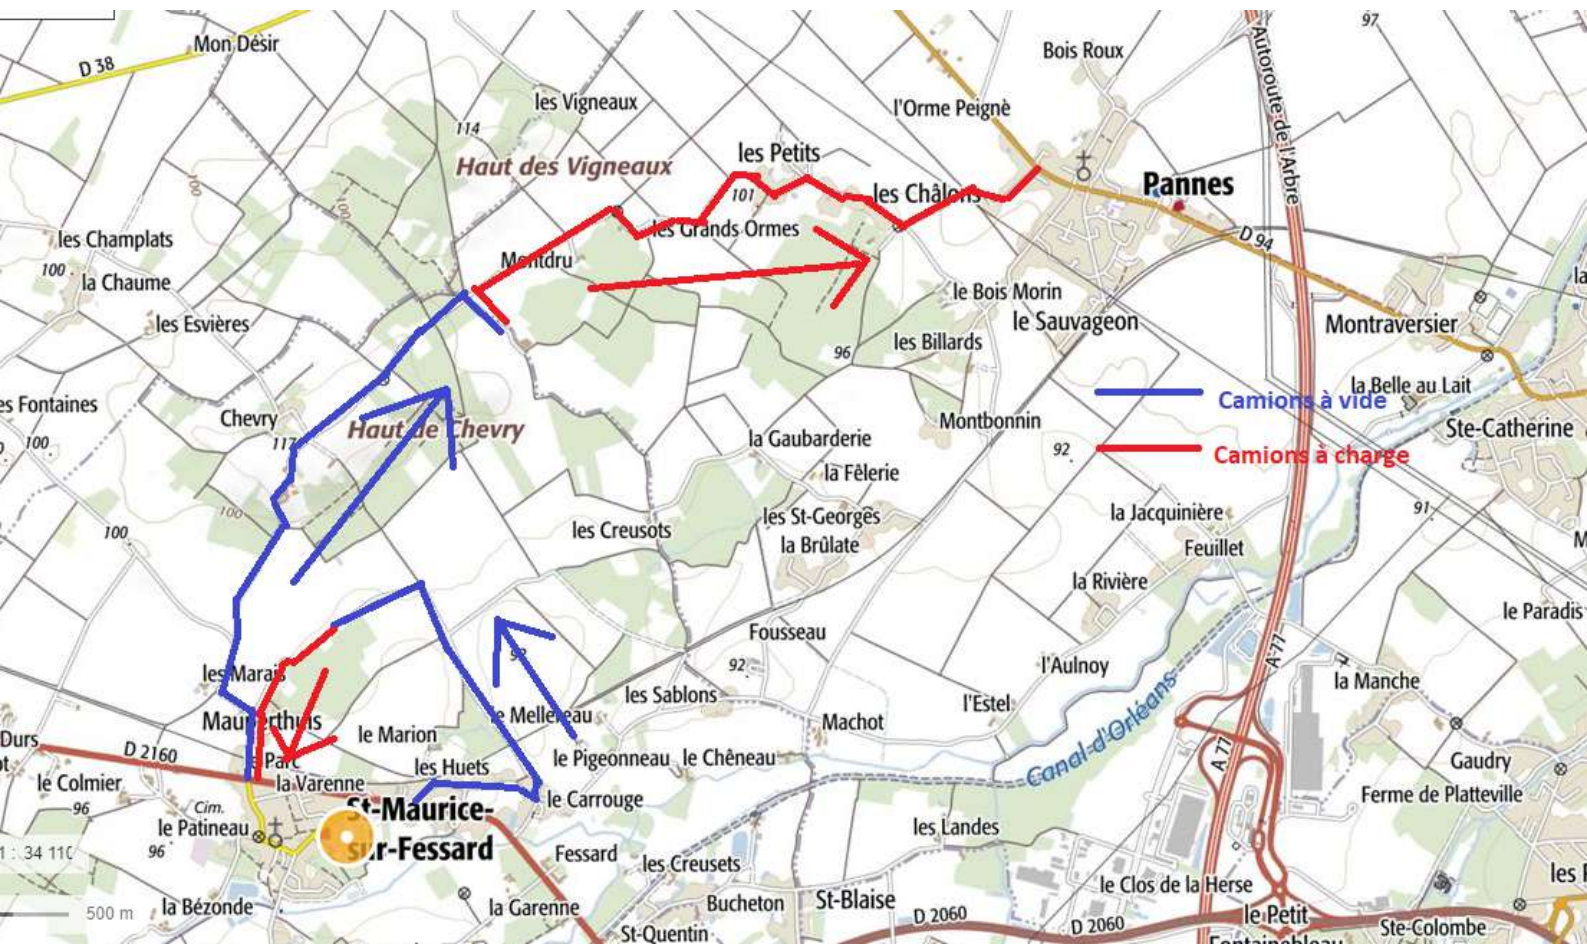 97
Mon Désir
D 38
Bois Roux
Autoroute de l'Arbre
les Vigneaux
l'Orme Peigné
114
les Petits
Haut des Vigneaux
100
Pannes
101
les Châlons
100
les Grands Ormes
les Champlats
D 94
Montdru
100
la Chaume
le Bois Morin
les Esvières
le Sauvageon
Montraversier
les Billards
96
la Belle au Lait
Camions à vide
es Fontaines
Chevry
Haut de Chevry
Montbonnin
Ste-Catherine
la Gaubarderie
100
117
92
Camions à charge
la Fêlerie
100
les St-Georges
la Jacquinière
91
les Creusots
100
la Brûlate
Feuillet
la Rivière
le Paradis
Fousseau
les Marais
92
l'Aulnoy
A 77
la Manche
les Sablons
l'Estel
Mauperthuis
le Mellereau
Machot
Canal d'Orléans
Durs
le Marion
D 2160
le Parc
le Pigeonneau
le Chêneau
A 77
Gaudry
les Huets
le Colmier
la Varenne
le Carrouge
Ferme de Platteville
96
Cim.
St-Maurice-
sur-Fessard
le Patineau
les Landes
1 : 34 110
96
Fessard
les Creusets
les F
le Clos de la Herse
500 m
la Bézonde
la Garenne
Bucheton
St-Blaise
D 2060
D 2060
le Petit
Fontainebleau
Ste-Colombe
St-Quentin